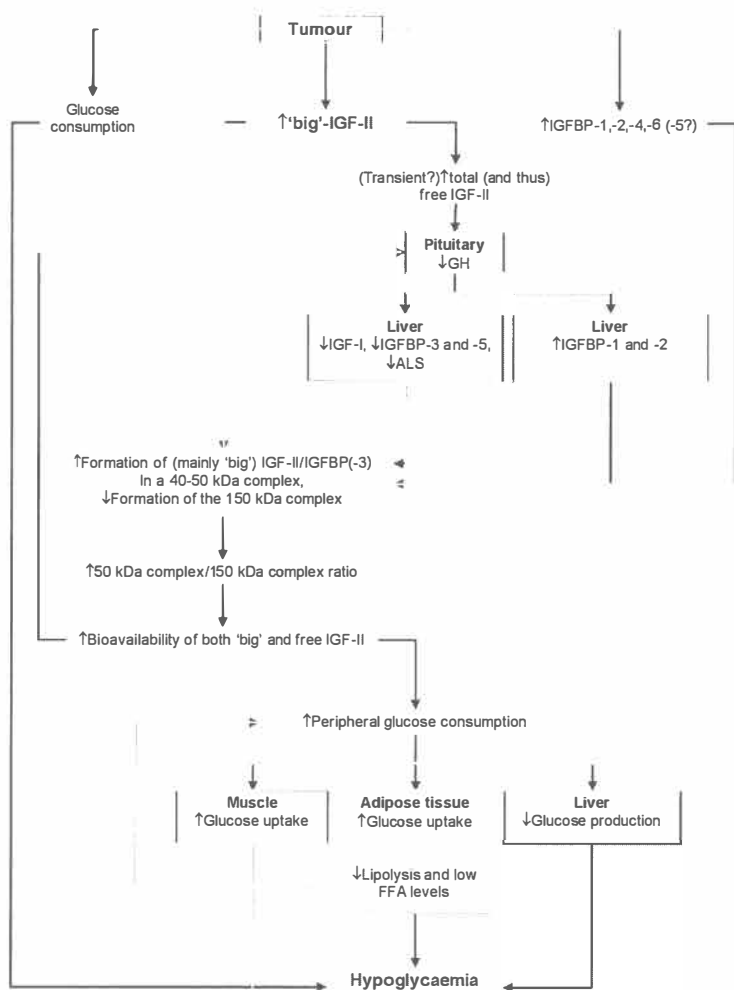 Tumour
Glucose
consumption
↑'big'-IGF-II
↑IGFBP-1,-2,-4,-6 (-5?)
(Transient?)↑total (and thus)
free IGF-II
Pituitary
↓GH
Liver
↓IGF-I, ↓IGFBP-3 and -5,
↓ALS
Liver
↑IGFBP-1 and -2
↑Formation of (mainly 'big') IGF-II/IGFBP(-3)
In a 40-50 kDa complex,
↓Formation of the 150 kDa complex
↑50 kDa complex/150 kDa complex ratio
↑Bioavailability of both 'big' and free IGF-II
↑Peripheral glucose consumption
Muscle
↑Glucose uptake
Adipose tissue
↑Glucose uptake
Liver
↓Glucose production
↓Lipolysis and low
FFA levels
Hypoglycaemia